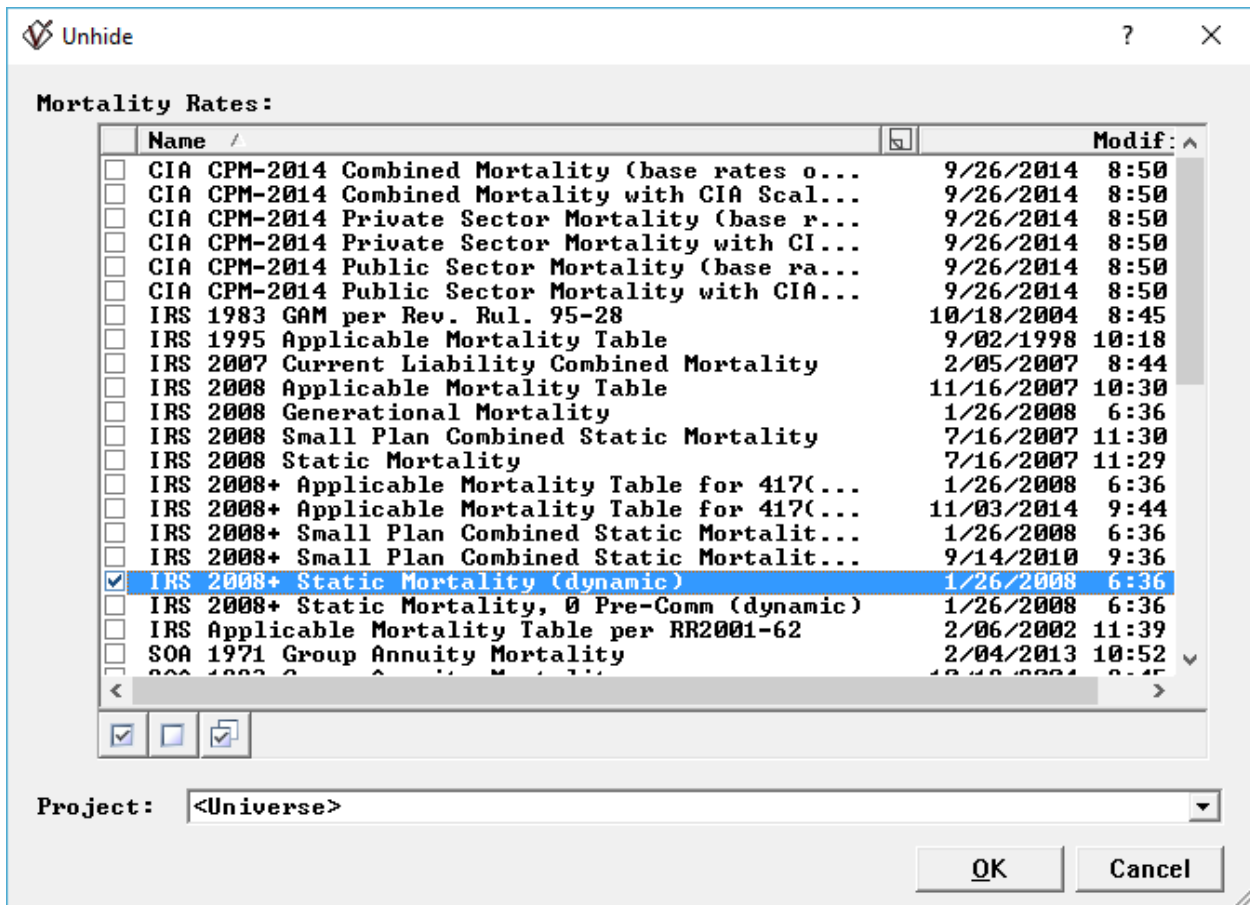 Unhide
Mortality Rates:
Name Modif
CIA CPM-2014 Combined Mortality (base rates o... 9/26/2014 8:50
CIA CPM-2014 Combined Mortality with CIA Scal... 9/26/2014 8:50
CIA CPM-2014 Private Sector Mortality (base r... 9/26/2014 8:50
CIA CPM-2014 Private Sector Mortality with CI... 9/26/2014 8:50
CIA CPM-2014 Public Sector Mortality (base ra... 9/26/2014 8:50
CIA CPM-2014 Public Sector Mortality with CIA... 9/26/2014 8:50
IRS 1983 GAM per Rev. Rul. 95-28 10/18/2004 8:45
IRS 1995 Applicable Mortality Table 9/02/1998 10:18
IRS 2007 Current Liability Combined Mortality 2/05/2007 8:44
IRS 2008 Applicable Mortality Table 11/16/2007 10:30
IRS 2008 Generational Mortality 1/26/2008 6:36
IRS 2008 Small Plan Combined Static Mortality 7/16/2007 11:30
IRS 2008 Static Mortality 7/16/2007 11:29
IRS 2008+ Applicable Mortality Table for 417(... 1/26/2008 6:36
IRS 2008+ Applicable Mortality Table for 417(... 11/03/2014 9:44
IRS 2008+ Small Plan Combined Static Mortalit... 1/26/2008 6:36
IRS 2008+ Small Plan Combined Static Mortalit... 9/14/2010 9:36
IRS 2008+ Static Mortality (dynamic) 1/26/2008 6:36
IRS 2008+ Static Mortality, 0 Pre-Comm (dynamic) 1/26/2008 6:36
IRS Applicable Mortality Table per RR2001-62 2/06/2002 11:39
SOA 1971 Group Annuity Mortality 2/04/2013 10:52
Project: <Universe>
OK Cancel